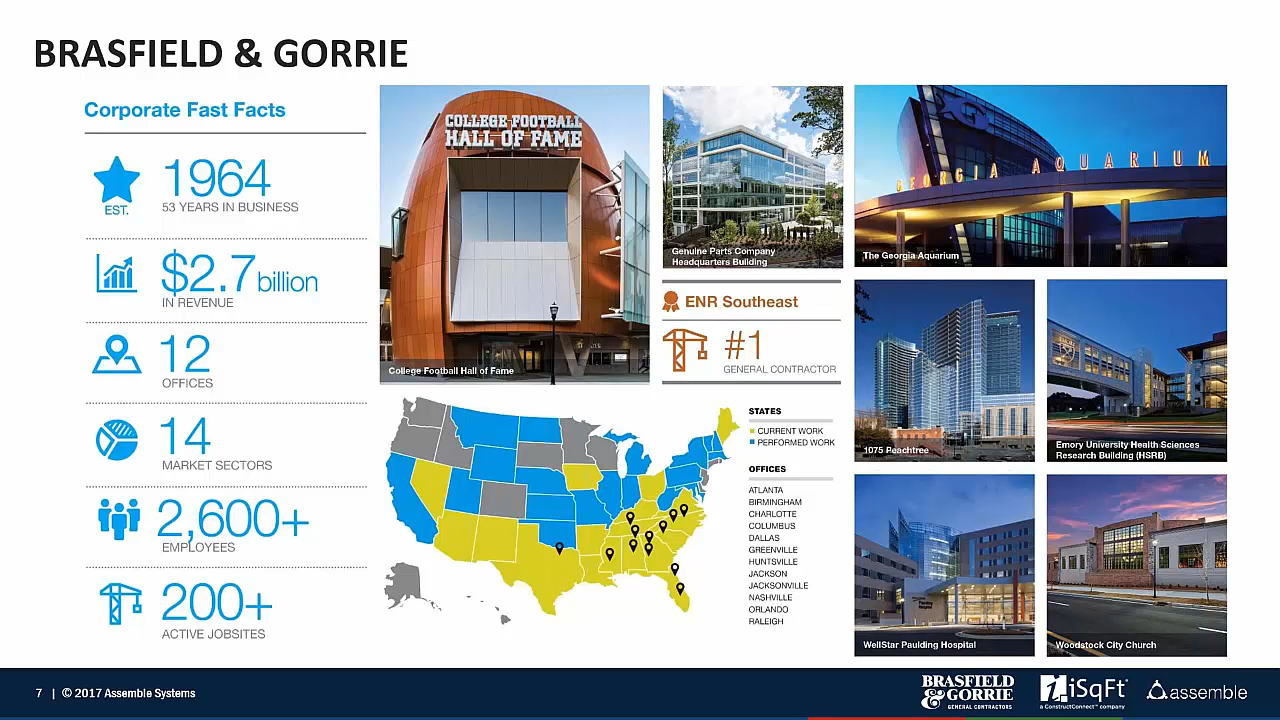 BRASFIELD & GORRIE
Corporate Fast Facts
EST.
1964
53 YEARS IN BUSINESS
$2.7 billion
IN REVENUE
12
OFFICES
14
MARKET SECTORS
2,600+
EMPLOYEES
200+
ACTIVE JOBSITES
COLLEGE FOOTBALL
HALL OF FAME
College Football Hall of Fame
Genuine Parts Company
Headquarters Building
GEORGIA AQUARIUM
The Georgia Aquarium
ENR Southeast
#1
GENERAL CONTRACTOR
1075 Peachtree
Emory University Health Sciences
Research Building (HSRB)
STATES
CURRENT WORK
PERFORMED WORK
OFFICES
ATLANTA
BIRMINGHAM
CHARLOTTE
COLUMBUS
DALLAS
GREENVILLE
HUNTSVILLE
JACKSON
JACKSONVILLE
NASHVILLE
ORLANDO
RALEIGH
WellStar Paulding Hospital
Woodstock City Church
7 | © 2017 Assemble Systems
BRASFIELD
& GORRIE
GENERAL CONTRACTORS
iSqFt
a ConstructConnect™ company
assemble